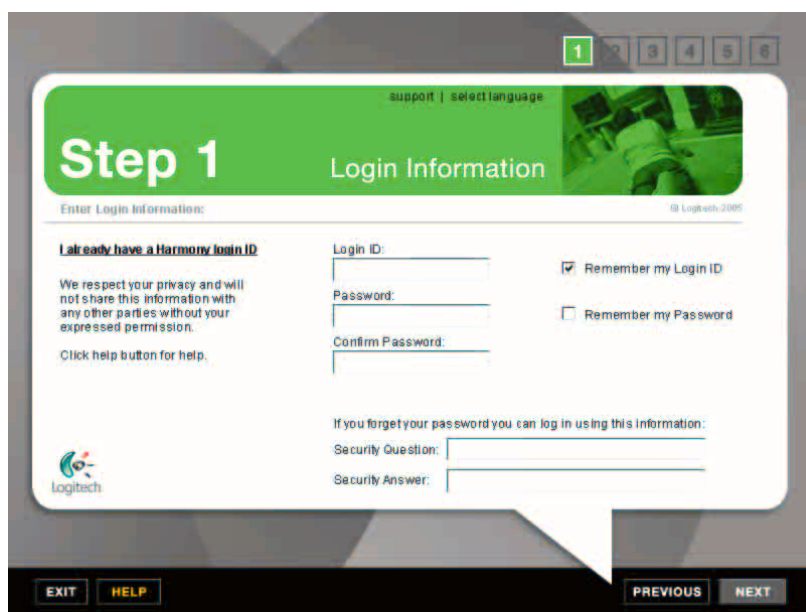 1 2 3 4 5 6
support | select language
Step 1
Login Information
Enter Login Information:
© Logitech 2005
I already have a Harmony login ID
We respect your privacy and will
not share this information with
any other parties without your
expressed permission.
Click help button for help.
Login ID:
Remember my Login ID
Password:
Remember my Password
Confirm Password:
If you forget your password you can log in using this information:
Security Question:
Security Answer:
Logitech
EXIT HELP PREVIOUS NEXT